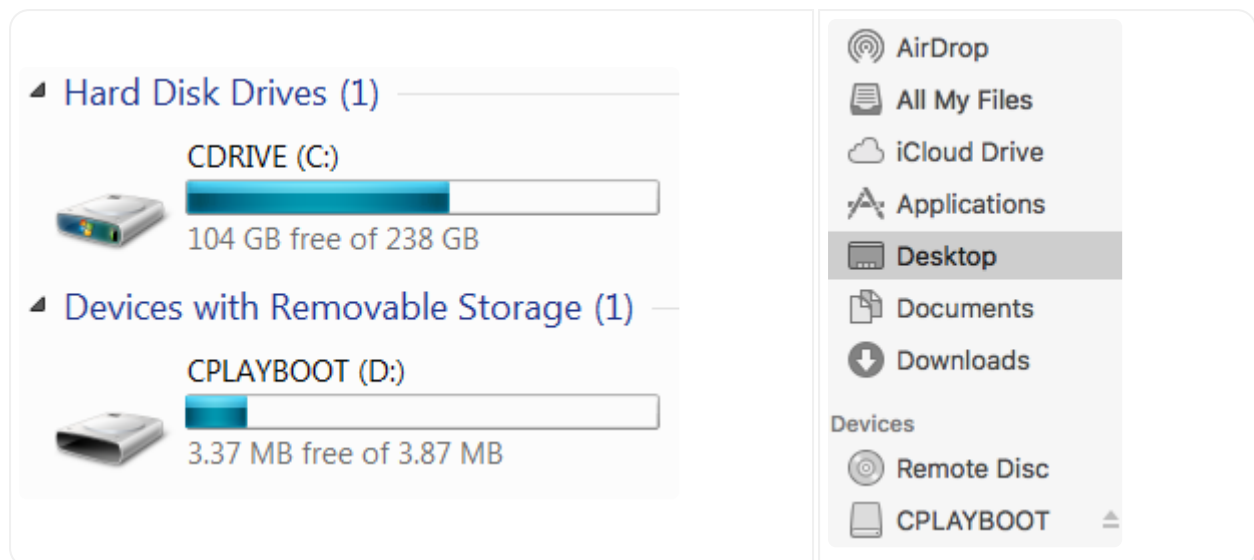 Hard Disk Drives (1)
CDRIVE (C:)
104 GB free of 238 GB
Devices with Removable Storage (1)
CPLAYBOOT (D:)
3.37 MB free of 3.87 MB
AirDrop
All My Files
iCloud Drive
Applications
Desktop
Documents
Downloads
Devices
Remote Disc
CPLAYBOOT